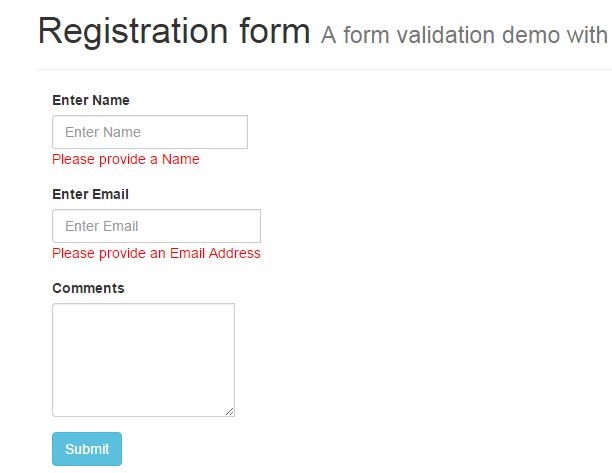 Registration form A form validation demo with
Enter Name
Enter Name
Please provide a Name
Enter Email
Enter Email
Please provide an Email Address
Comments
Submit